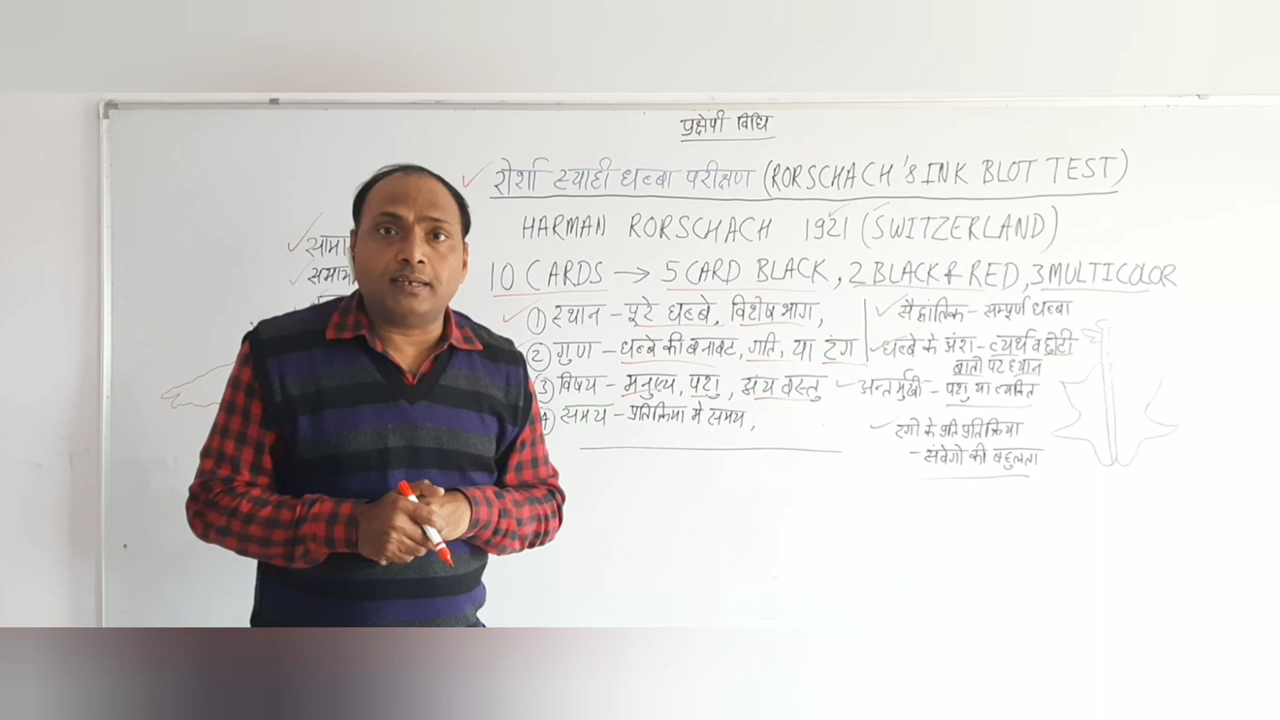 प्रक्षेपी विधि
रोर्शा स्याही धब्बा परीक्षण (RORSCHACH'S INK BLOT TEST)
HARMAN RORSCHACH 1921 (SWITZERLAND)
10 CARDS → 5 CARD BLACK, 2 BLACK & RED, 3 MULTICOLOR
① स्थान – पूरे धब्बे, विशेष भाग,
② गुण – धब्बे की बनावट, गति, या रंग
③ विषय – मनुष्य, पशु, अन्य वस्तु
④ समय – प्रतिक्रिया मे समय,
सैद्धांतिक – सम्पूर्ण धब्बा
धब्बे के अंश – व्यर्थ व छोटी
बातो पर ध्यान
अन्तर्मुखी – पशु या व्यक्ति
रंगो के प्रति प्रतिक्रिया
– संवेगो की बहुलता